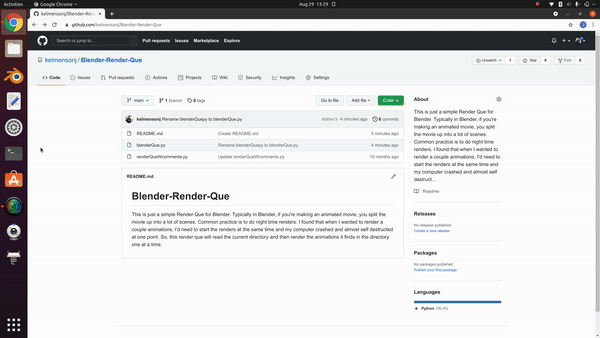 Activities
Google Chrome
Aug 29 13:29
kelmensonj/Blender-Ren
github.com/kelmensonj/Blender-Render-Que
Search or jump to...
Pull requests Issues Marketplace Explore
kelmensonj / Blender-Render-Que
Unwatch 1 Star 0 Fork 0
Code Issues Pull requests Actions Projects Wiki Security Insights Settings
main 1 branch 0 tags Go to file Add file Code
kelmensonj Rename blenderQuepy to blenderQue.py 4 minutes ago 6 commits
README.md Create README.md 5 minutes ago
blenderQue.py Rename blenderQuepy to blenderQue.py 4 minutes ago
renderQueWcomments.py Update renderQueWcomments.py 10 months ago
README.md
Blender-Render-Que
This is just a simple Render Que for Blender. Typically in Blender, if you're making an animated movie, you split the
movie up into a lot of scenes. Common practice is to do night time renders. I found that when I wanted to render a
couple animations, I'd need to start the renders at the same time and my computer crashed and almost self destructed
at one point. So, this render que will read the current directory and then render the animations it finds in the directory
one at a time.
About
This is just a simple Render Que for
Blender. Typically in Blender, if you're
making an animated movie, you split
the movie up into a lot of scenes.
Common practice is to do night time
renders. I found that when I wanted to
render a couple animations, I'd need to
start the renders at the same time and
my computer crashed and almost self
destruct...
Readme
Releases
No releases published
Create a new release
Packages
No packages published
Publish your first package
Languages
Python 100.0%